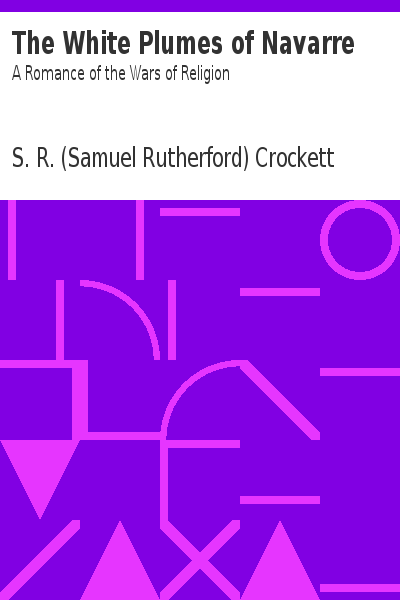 The White Plumes of Navarre
A Romance of the Wars of Religion
S. R. (Samuel Rutherford) Crockett